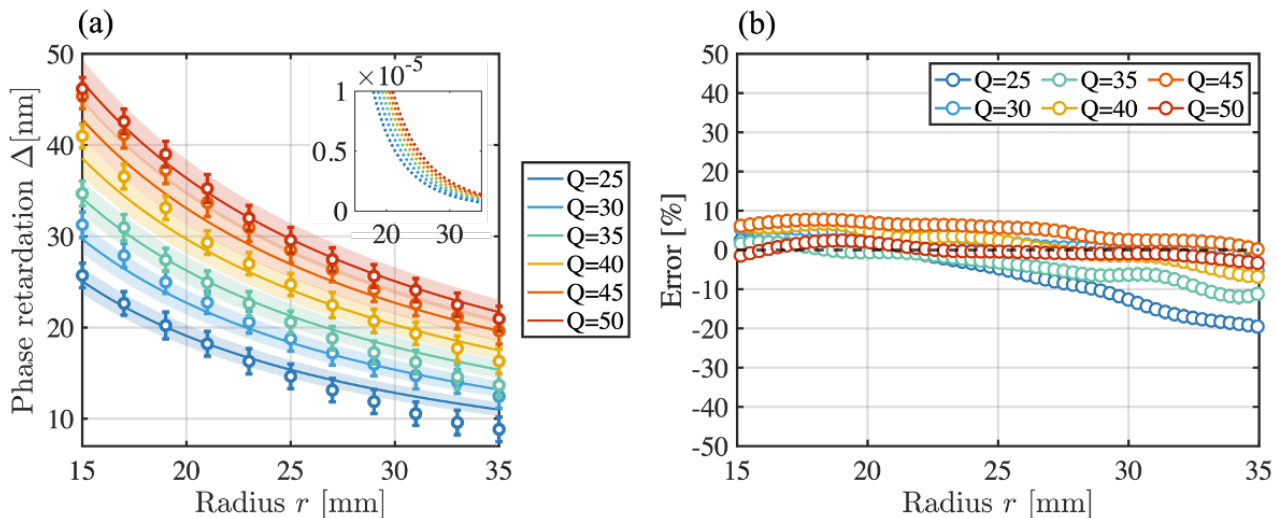 (a)
50
40
30
20
10
15
20
25
30
35
Phase retardation Δ [nm]
Radius r [mm]
×10^-5
1
0.5
0
20
30
Q=25
Q=30
Q=35
Q=40
Q=45
Q=50
(b)
50
40
30
20
10
0
-10
-20
-30
-40
-50
15
20
25
30
35
Error [%]
Radius r [mm]
Q=25
Q=35
Q=45
Q=30
Q=40
Q=50